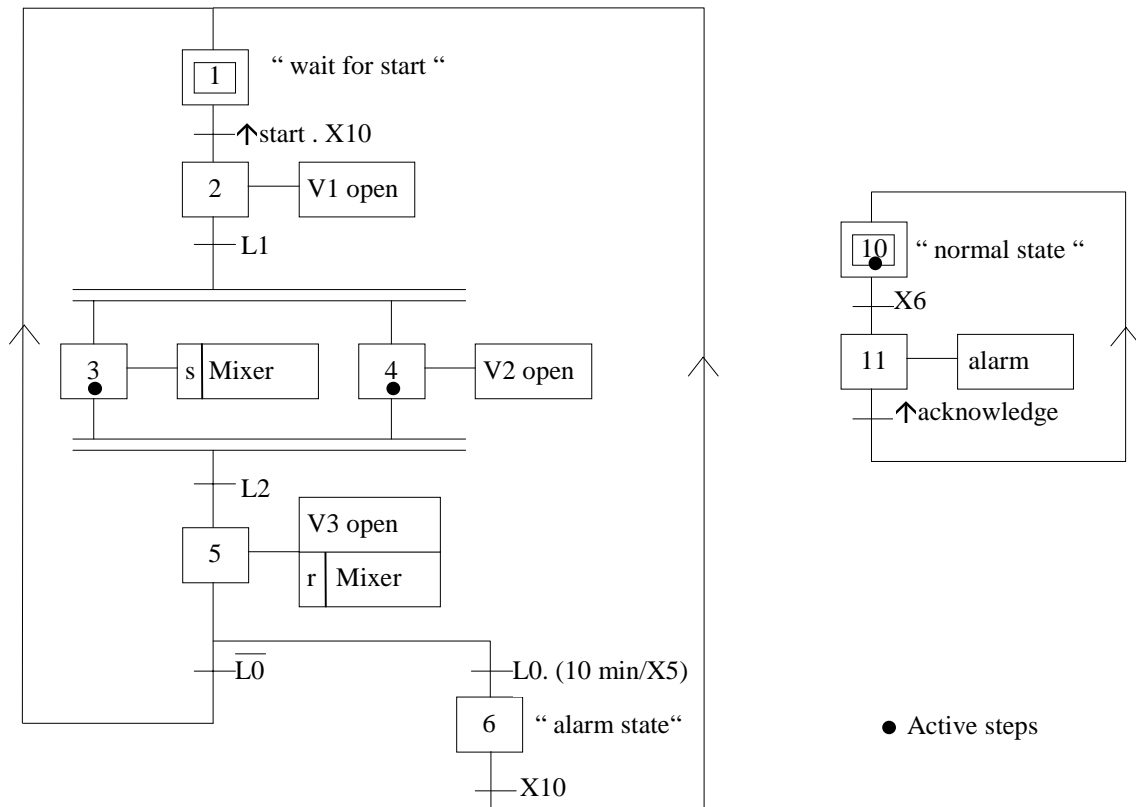 1 “ wait for start “
↑start . X10
2 V1 open
L1
3 s Mixer 4 V2 open
L2
V3 open
5
r Mixer
L0 L0. (10 min/X5)
6 “ alarm state“
X10
10 “ normal state “
X6
11 alarm
↑acknowledge
● Active steps